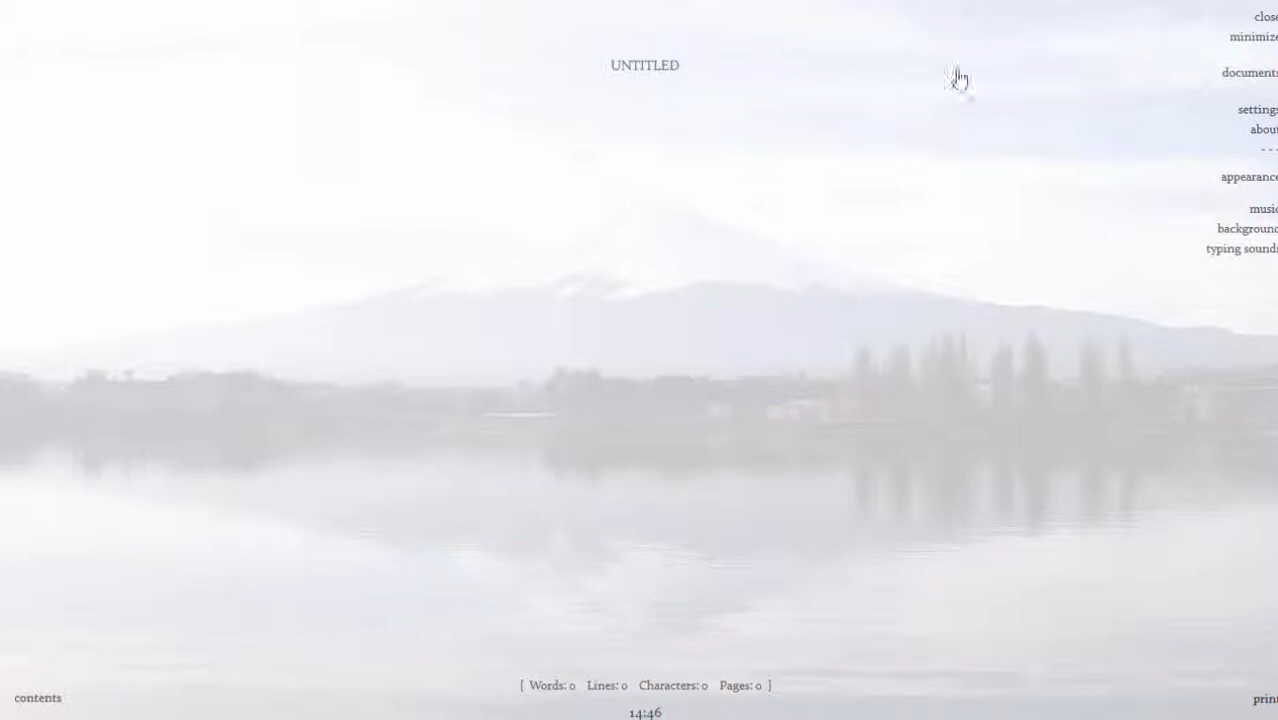 close
minimize
UNTITLED
documents
settings
about
---
appearance
music
background
typing sounds
[ Words: 0 Lines: 0 Characters: 0 Pages: 0 ]
contents
print
14:46